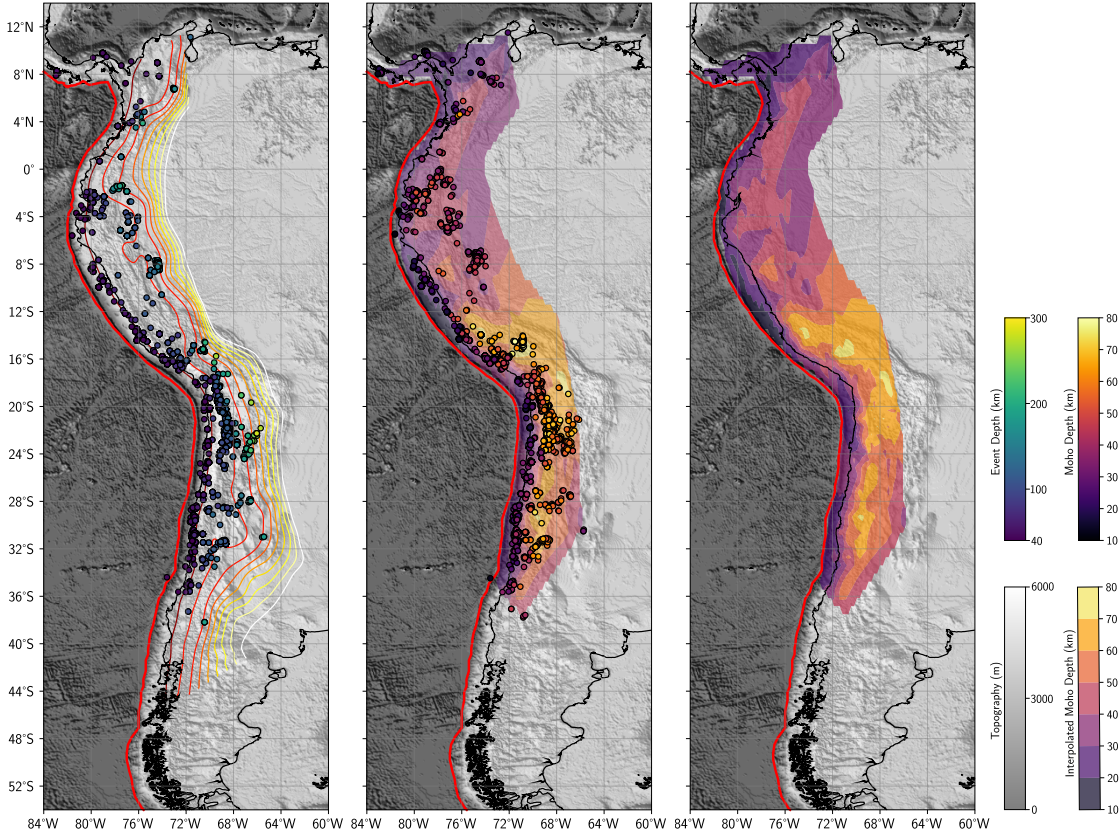 12°N
8°N
4°N
0°
4°S
8°S
12°S
16°S
20°S
24°S
28°S
32°S
36°S
40°S
44°S
48°S
52°S
84°W 80°W 76°W 72°W 68°W 64°W 60°W
84°W 80°W 76°W 72°W 68°W 64°W 60°W
84°W 80°W 76°W 72°W 68°W 64°W 60°W
Event Depth (km)
300
200
100
40
Moho Depth (km)
80
70
60
50
40
30
20
10
Topography (m)
6000
3000
0
Interpolated Moho Depth (km)
80
70
60
50
40
30
20
10